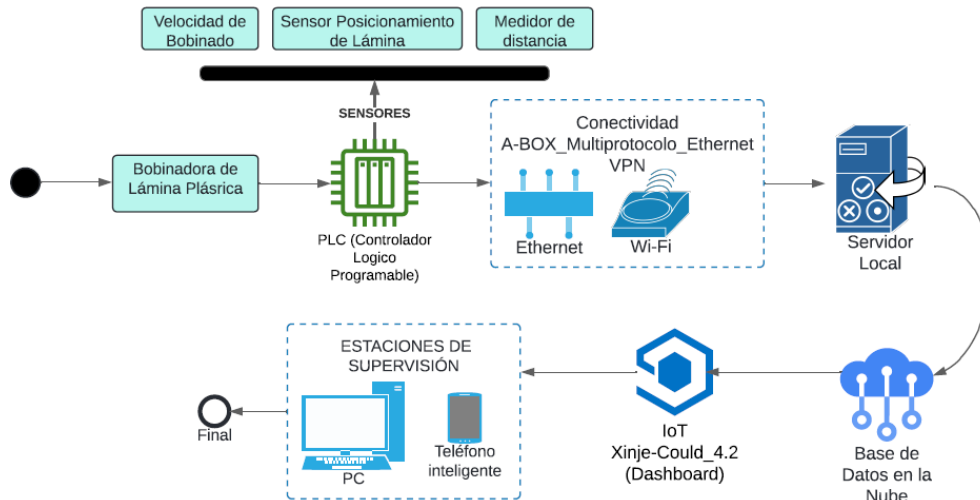 Velocidad de
Bobinado
Sensor Posicionamiento
de Lámina
Medidor de
distancia
SENSORES
Bobinadora de
Lámina Plásrica
PLC (Controlador
Logico
Programable)
Conectividad
A-BOX_Multiprotocolo_Ethernet
VPN
Ethernet
Wi-Fi
Servidor
Local
ESTACIONES DE
SUPERVISIÓN
PC
Teléfono
inteligente
Final
IoT
Xinje-Could_4.2
(Dashboard)
Base de
Datos en la
Nube